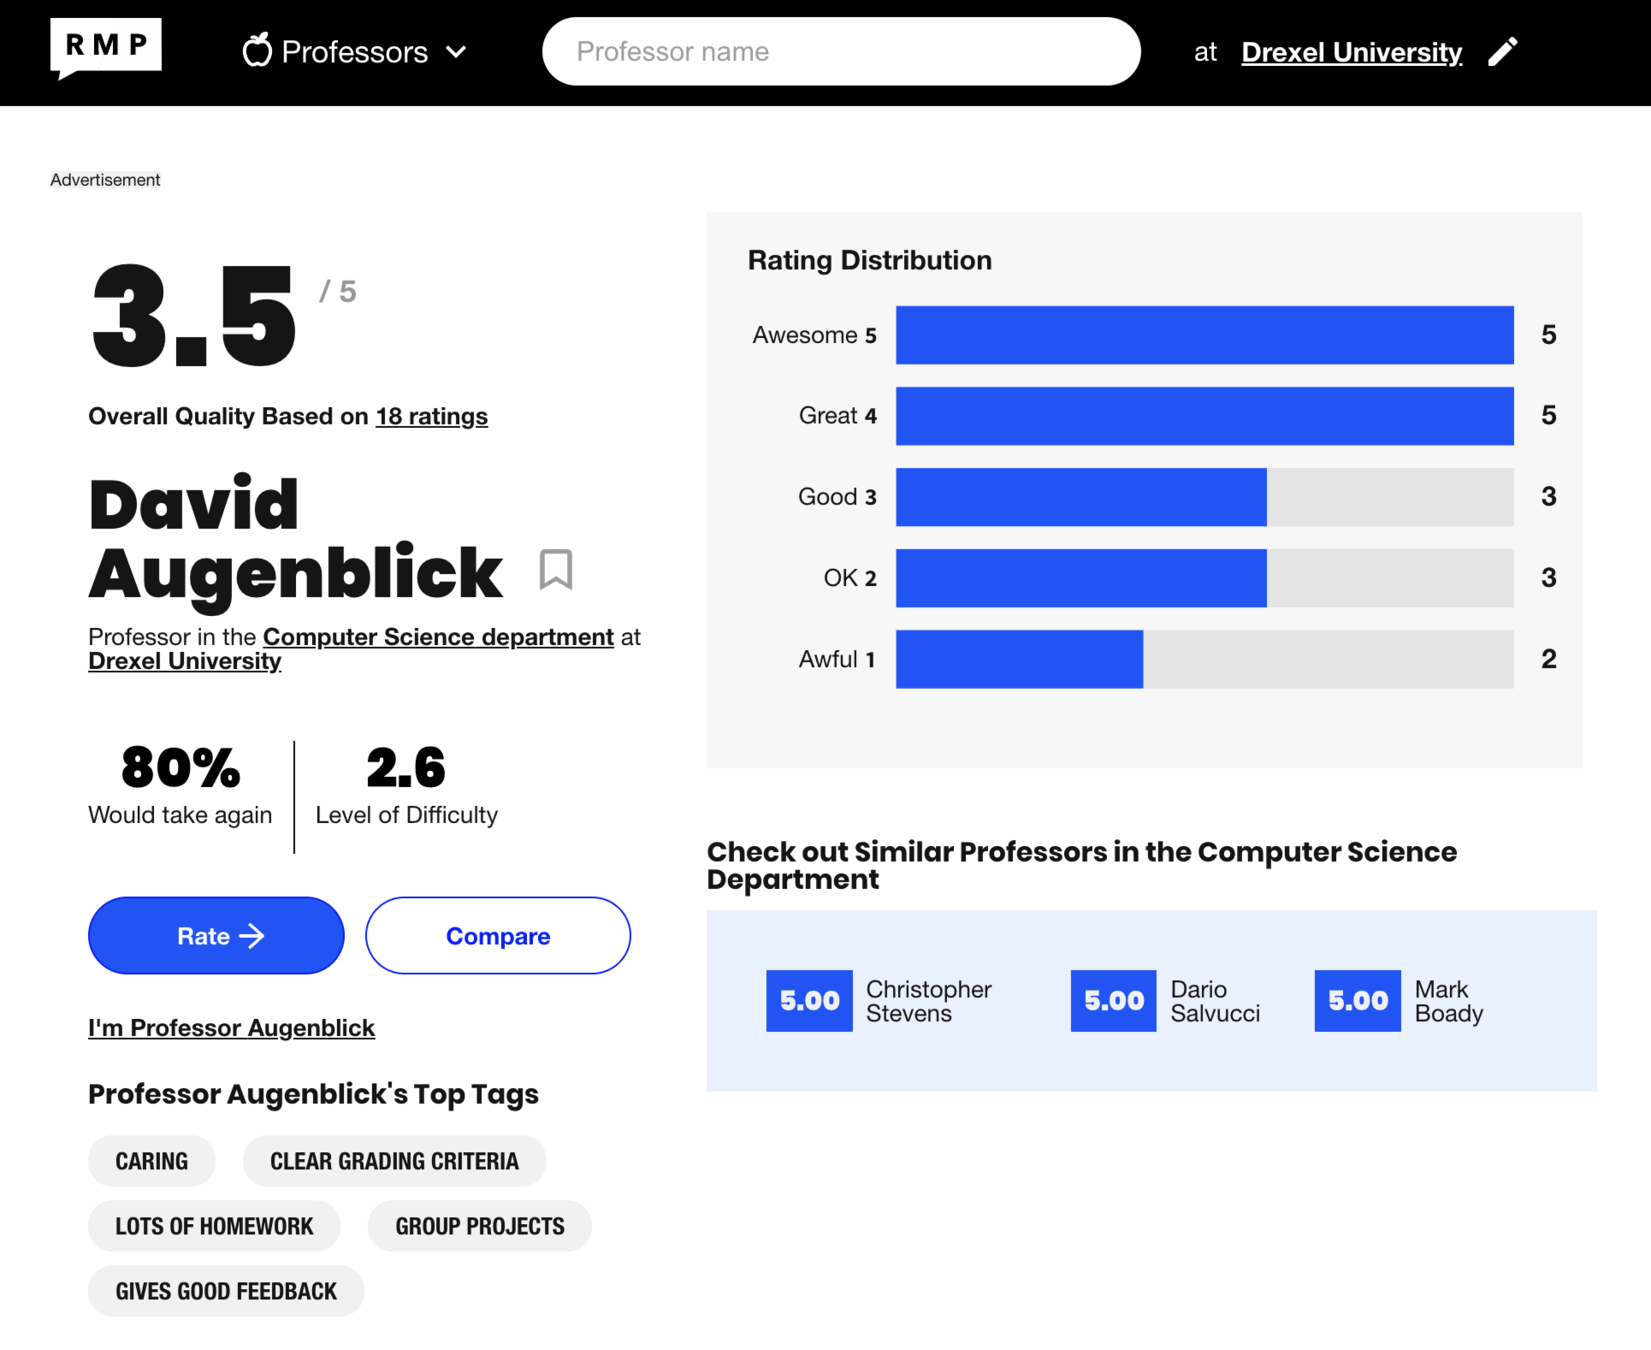 RMP
Professors
Professor name
at Drexel University
Advertisement
3.5 / 5
Overall Quality Based on 18 ratings
David
Augenblick
Professor in the Computer Science department at
Drexel University
80%
Would take again
2.6
Level of Difficulty
Rate
Compare
I'm Professor Augenblick
Professor Augenblick's Top Tags
CARING
CLEAR GRADING CRITERIA
LOTS OF HOMEWORK
GROUP PROJECTS
GIVES GOOD FEEDBACK
Rating Distribution
Awesome 5 5
Great 4 5
Good 3 3
OK 2 3
Awful 1 2
Check out Similar Professors in the Computer Science
Department
5.00
Christopher
Stevens
5.00
Dario
Salvucci
5.00
Mark
Boady